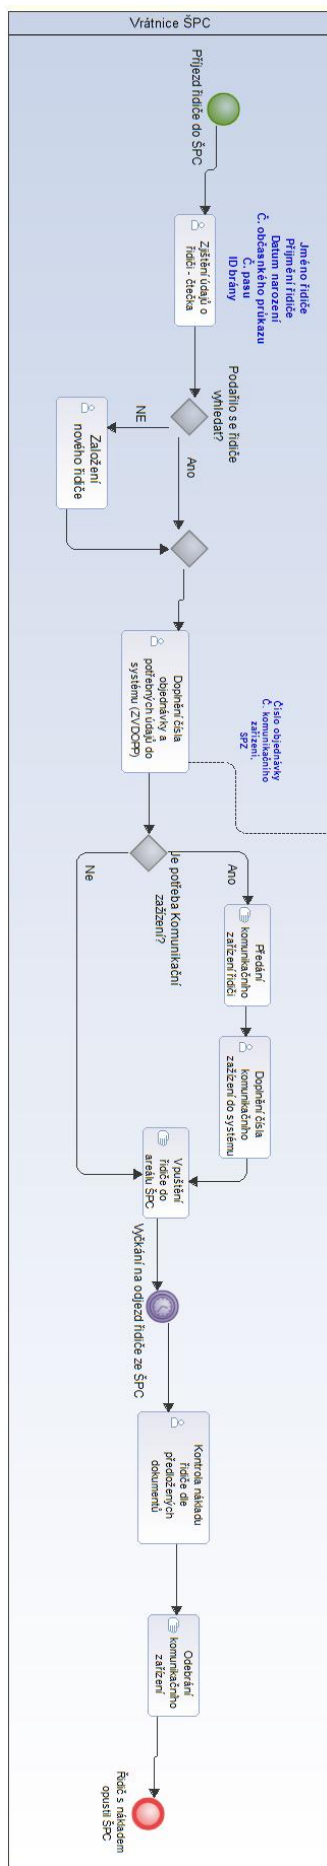 Vrátnice ŠPC
Příjezd řidiče do ŠPC
Jméno řidiče
Příjmení řidiče
Datum narození
Č. občasnkého průkazu
Č. pasu
ID brány
Zjištění údajů o
řidiči - čtečka
Podařilo se řidiče
vyhledat?
NE
Ano
Založení
nového řidiče
Číslo objednávky
Č. komunikačního
zařízení,
SPZ
Doplnění čísla
objednávky a
potřebných údajů do
systému (ZVDOPP)
Je potřeba Komunikační
zažízení?
Ano
Ne
Předání
komunikačního
zařízení řidiči
Doplnění čísla
komunikačního
zažízení do systému
Vpuštění
řidiče do
areálu ŠPC
Vyčkání na odjezd řidiče ze ŠPC
Kontrola nákladu
řidiče dle
předložených
dokumentů
Odebrání
komunikačního
zařízení
Řidič s nákladem
opustil ŠPC